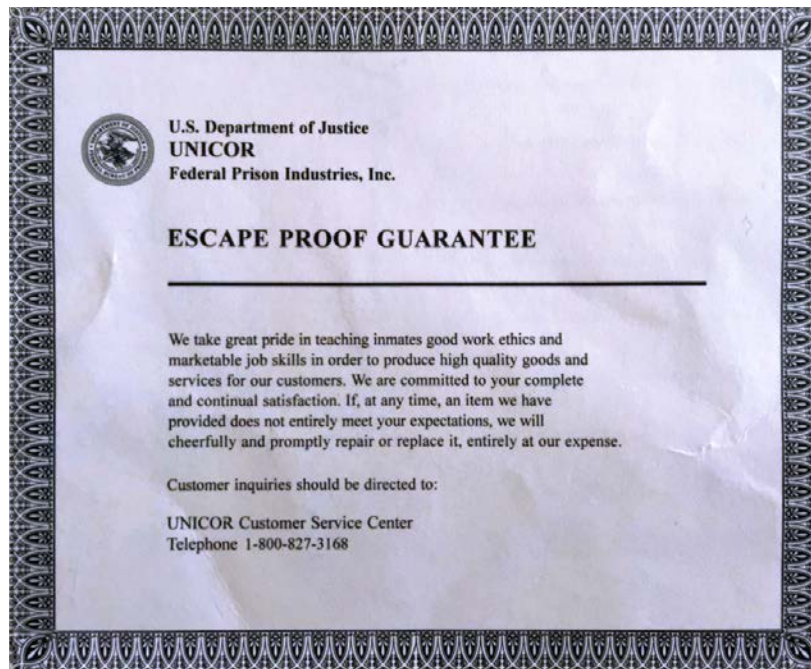 U.S. Department of Justice
UNICOR
Federal Prison Industries, Inc.
ESCAPE PROOF GUARANTEE
We take great pride in teaching inmates good work ethics and
marketable job skills in order to produce high quality goods and
services for our customers. We are committed to your complete
and continual satisfaction. If, at any time, an item we have
provided does not entirely meet your expectations, we will
cheerfully and promptly repair or replace it, entirely at our expense.
Customer inquiries should be directed to:
UNICOR Customer Service Center
Telephone 1-800-827-3168